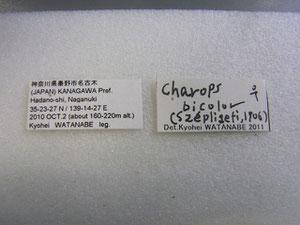 神奈川県秦野市名古木
(JAPAN) KANAGAWA Pref.
Hadano-shi, Naganuki
35-23-27 N / 139-14-27 E
2010 OCT.2 (about 160-220m alt.)
Kyohei WATANABE leg.
Charops ♀
bicolor
(Szépligeti, 1906)
Det.Kyohei WATANABE 2011